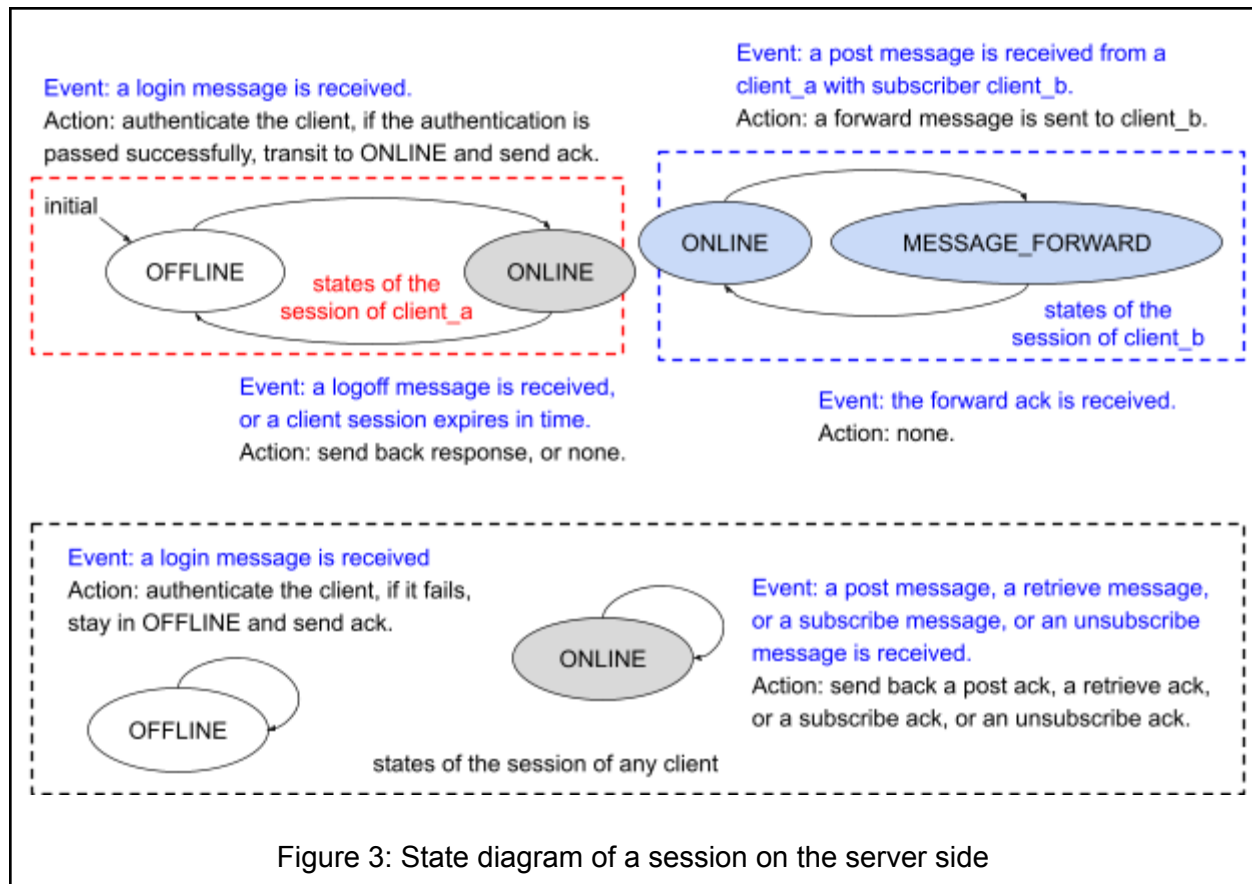 Event: a login message is received.
Action: authenticate the client, if the authentication is
passed successfully, transit to ONLINE and send ack.
Event: a post message is received from a
client_a with subscriber client_b.
Action: a forward message is sent to client_b.
initial
OFFLINE
ONLINE
states of the
session of client_a
ONLINE
MESSAGE_FORWARD
states of the
session of client_b
Event: a logoff message is received,
or a client session expires in time.
Action: send back response, or none.
Event: the forward ack is received.
Action: none.
Event: a login message is received
Action: authenticate the client, if it fails,
stay in OFFLINE and send ack.
OFFLINE
ONLINE
Event: a post message, a retrieve message,
or a subscribe message, or an unsubscribe
message is received.
Action: send back a post ack, a retrieve ack,
or a subscribe ack, or an unsubscribe ack.
states of the session of any client
Figure 3: State diagram of a session on the server side